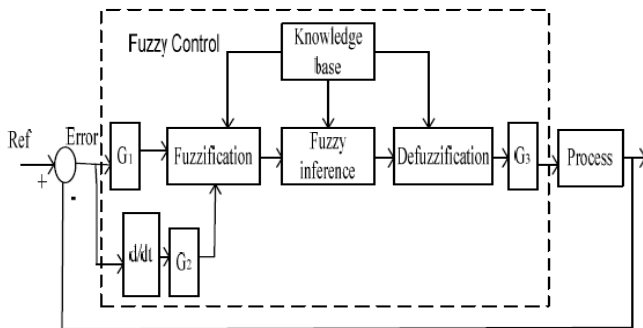 Fuzzy Control
Knowledge
base
Ref
Error
G1
Fuzzification
Fuzzy
inference
Defuzzification
G3
Process
+
-
d/dt
G2